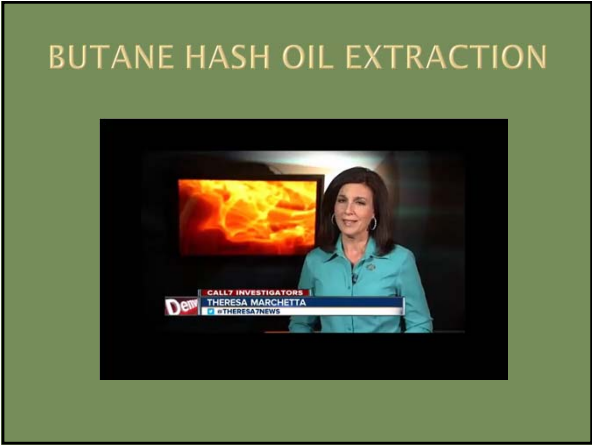 BUTANE HASH OIL EXTRACTION
CALL7 INVESTIGATORS
THERESA MARCHETTA
@THERESA7NEWS